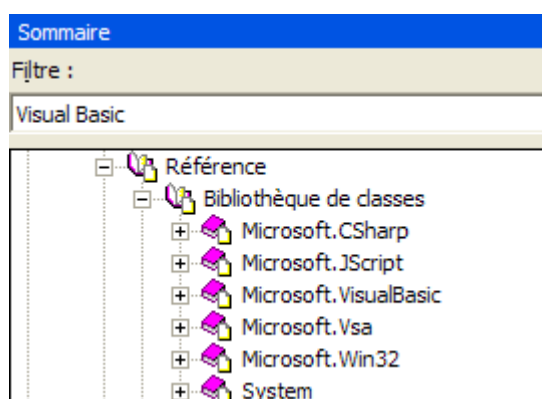 Sommaire
Filtre :
Visual Basic
Référence
Bibliothèque de classes
Microsoft.CSharp
Microsoft.JScript
Microsoft.VisualBasic
Microsoft.Vsa
Microsoft.Win32
System